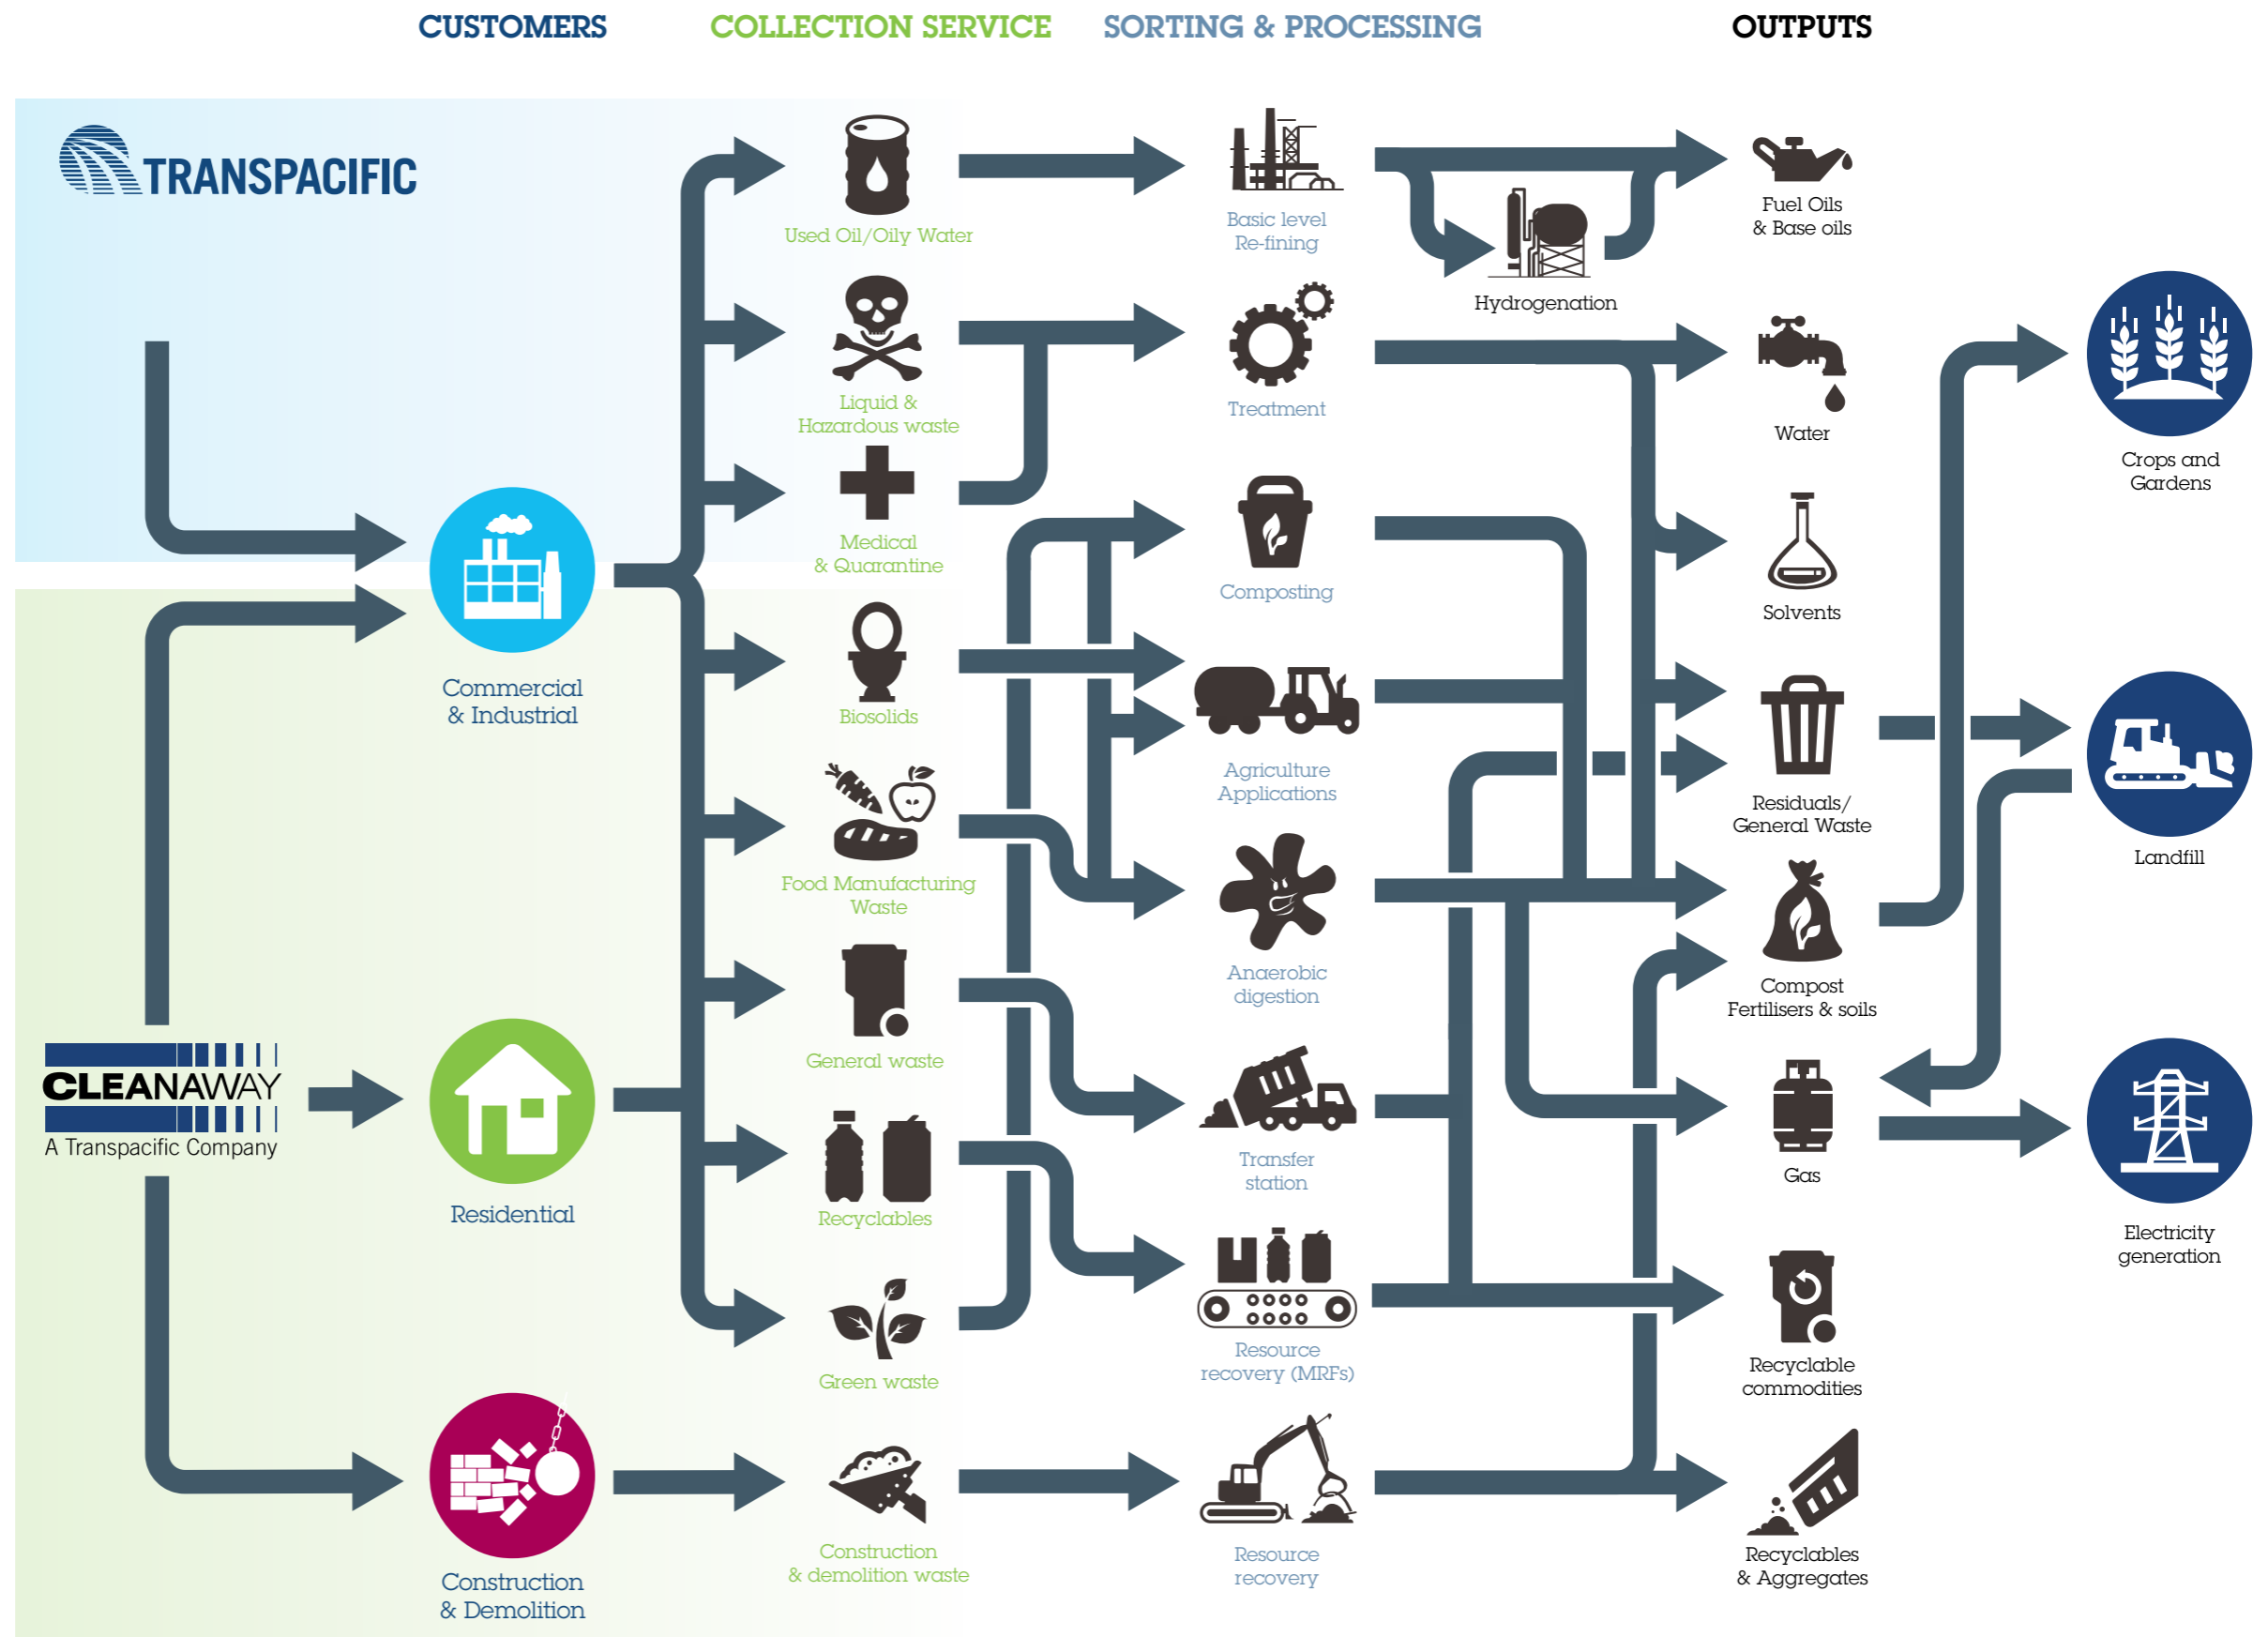 CUSTOMERS
COLLECTION SERVICE
SORTING & PROCESSING
OUTPUTS
TRANSPACIFIC
Commercial
& Industrial
CLEANAWAY
A Transpacific Company
Residential
Construction
& Demolition
Used Oil/Oily Water
Liquid &
Hazardous waste
Medical
& Quarantine
Biosolids
Food Manufacturing
Waste
General waste
Recyclables
Green waste
Construction
& demolition waste
Basic level
Re-fining
Hydrogenation
Treatment
Composting
Agriculture
Applications
Anaerobic
digestion
Transfer
station
Resource
recovery (MRFs)
Resource
recovery
Fuel Oils
& Base oils
Water
Solvents
Residuals/
General Waste
Compost
Fertilisers & soils
Gas
Recyclable
commodities
Recyclables
& Aggregates
Crops and
Gardens
Landfill
Electricity
generation